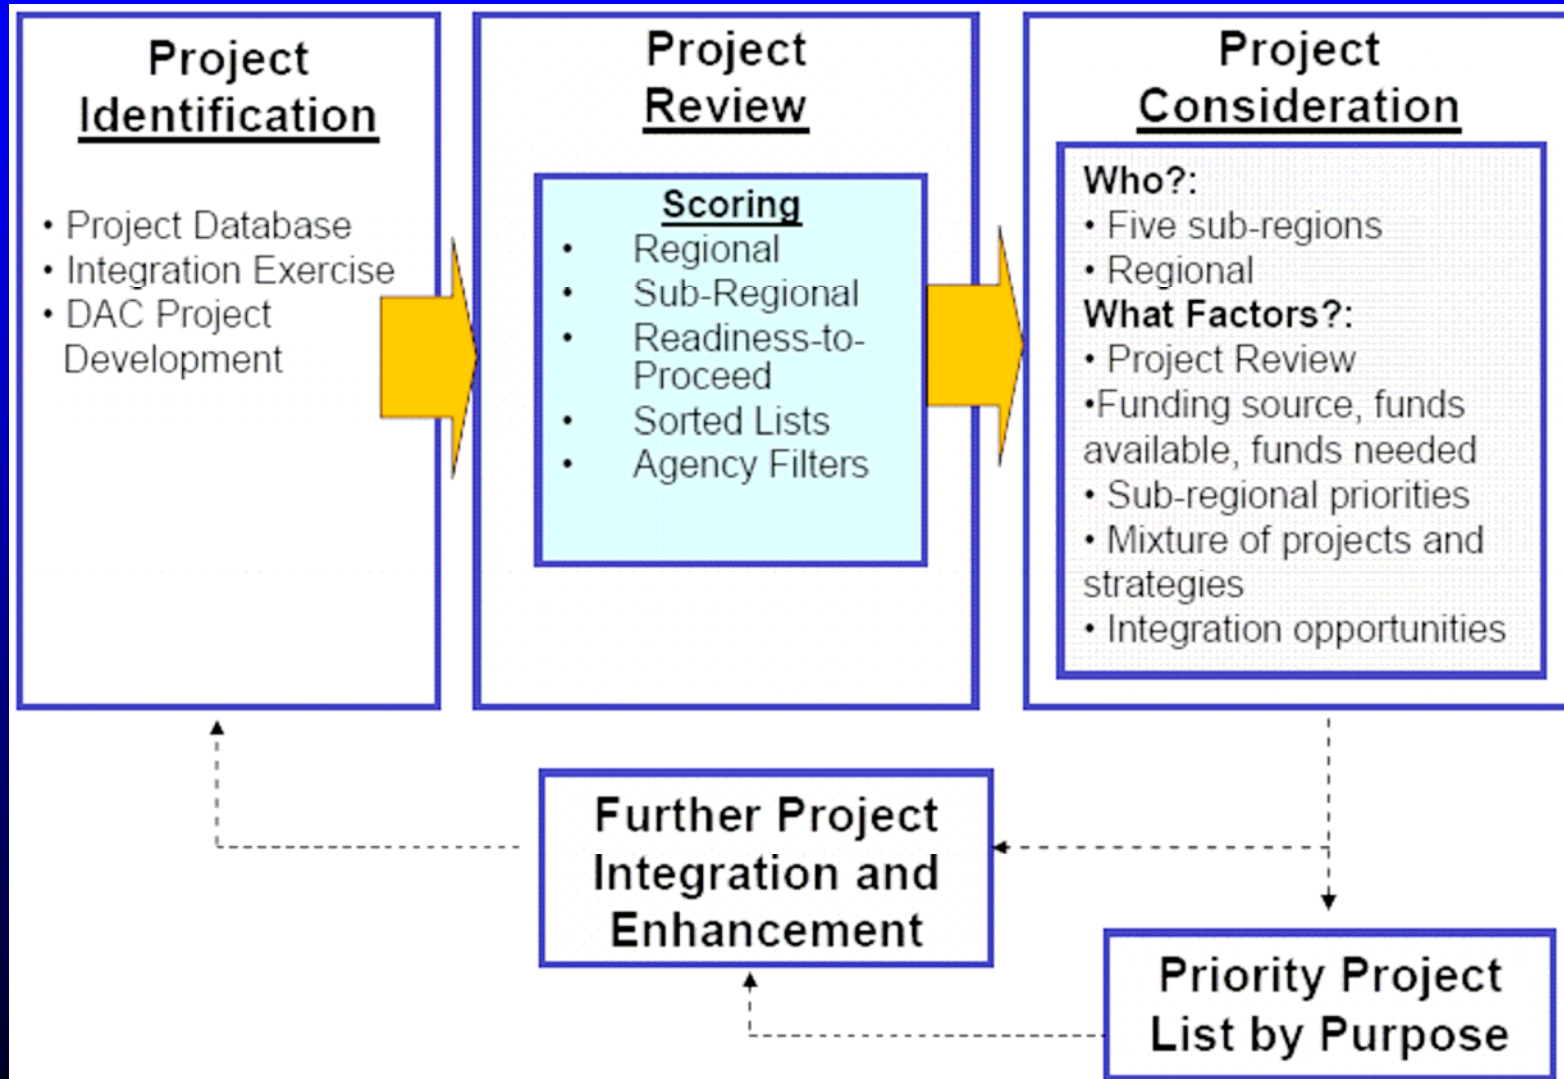 Project
Identification
• Project Database
• Integration Exercise
• DAC Project
Development
Project
Review
Scoring
• Regional
• Sub-Regional
• Readiness-to-
Proceed
• Sorted Lists
• Agency Filters
Project
Consideration
Who?:
• Five sub-regions
• Regional
What Factors?:
• Project Review
•Funding source, funds
available, funds needed
• Sub-regional priorities
• Mixture of projects and
strategies
• Integration opportunities
Further Project
Integration and
Enhancement
Priority Project
List by Purpose